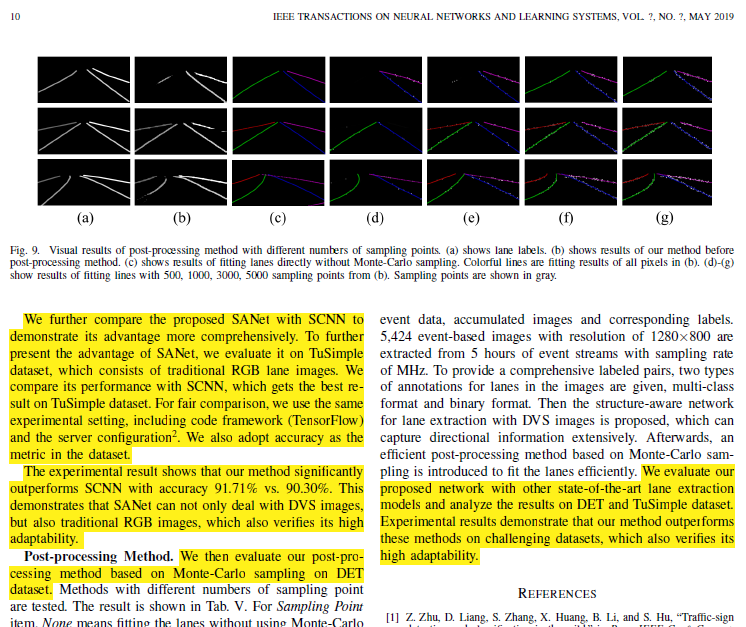 10
IEEE TRANSACTIONS ON NEURAL NETWORKS AND LEARNING SYSTEMS, VOL. ?, NO. ?, MAY 2019
(a) (b) (c) (d) (e) (f) (g)
Fig. 9. Visual results of post-processing method with different numbers of sampling points. (a) shows lane labels. (b) shows results of our method before
post-processing method. (c) shows results of fitting lanes directly without Monte-Carlo sampling. Colorful lines are fitting results of all pixels in (b). (d)-(g)
show results of fitting lines with 500, 1000, 3000, 5000 sampling points from (b). Sampling points are shown in gray.
We further compare the proposed SANet with SCNN to
demonstrate its advantage more comprehensively. To further
present the advantage of SANet, we evaluate it on TuSimple
dataset, which consists of traditional RGB lane images. We
compare its performance with SCNN, which gets the best re-
sult on TuSimple dataset. For fair comparison, we use the same
experimental setting, including code framework (TensorFlow)
and the server configuration2. We also adopt accuracy as the
metric in the dataset.
The experimental result shows that our method significantly
outperforms SCNN with accuracy 91.71% vs. 90.30%. This
demonstrates that SANet can not only deal with DVS images,
but also traditional RGB images, which also verifies its high
adaptability.
Post-processing Method. We then evaluate our post-pro-
cessing method based on Monte-Carlo sampling on DET
dataset. Methods with different numbers of sampling point
are tested. The result is shown in Tab. V. For Sampling Point
item, None means fitting the lanes without using Monte-Carlo
event data, accumulated images and corresponding labels.
5,424 event-based images with resolution of 1280×800 are
extracted from 5 hours of event streams with sampling rate
of MHz. To provide a comprehensive labeled pairs, two types
of annotations for lanes in the images are given, multi-class
format and binary format. Then the structure-aware network
for lane extraction with DVS images is proposed, which can
capture directional information extensively. Afterwards, an
efficient post-processing method based on Monte-Carlo sam-
pling is introduced to fit the lanes efficiently. We evaluate our
proposed network with other state-of-the-art lane extraction
models and analyze the results on DET and TuSimple dataset.
Experimental results demonstrate that our method outperforms
these methods on challenging datasets, which also verifies its
high adaptability.
REFERENCES
[1] Z. Zhu, D. Liang, S. Zhang, X. Huang, B. Li, and S. Hu, "Traffic-sign